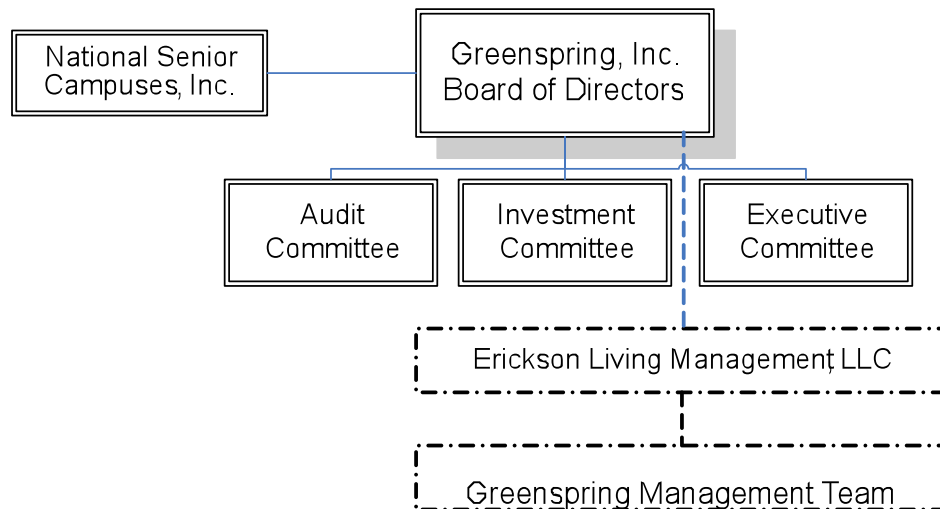 National Senior
Campuses, Inc.
Greenspring, Inc.
Board of Directors
Audit
Committee
Investment
Committee
Executive
Committee
Erickson Living Management, LLC
Greenspring Management Team